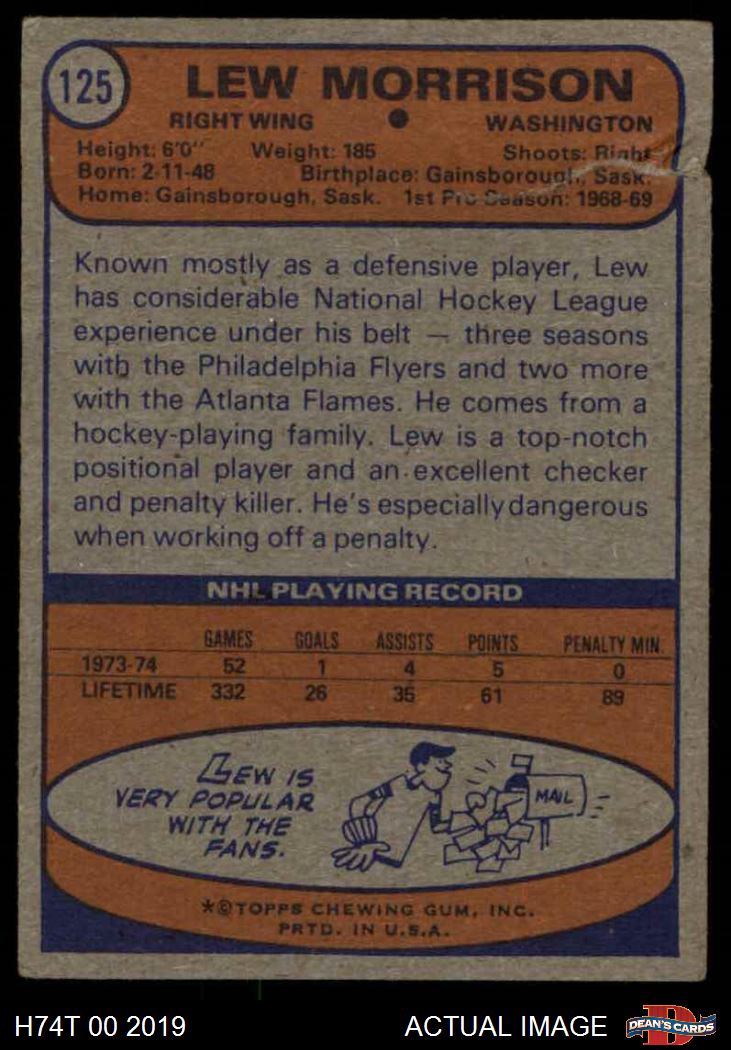 125
LEW MORRISON
RIGHT WING • WASHINGTON
Height: 6'0" Weight: 185 Shoots: Right
Born: 2-11-48 Birthplace: Gainsborough, Sask.
Home: Gainsborough, Sask. 1st Pro Season: 1968-69
Known mostly as a defensive player, Lew
has considerable National Hockey League
experience under his belt — three seasons
with the Philadelphia Flyers and two more
with the Atlanta Flames. He comes from a
hockey-playing family. Lew is a top-notch
positional player and an excellent checker
and penalty killer. He's especially dangerous
when working off a penalty.
NHL PLAYING RECORD
GAMES GOALS ASSISTS POINTS PENALTY MIN.
1973-74 52 1 4 5 0
LIFETIME 332 26 35 61 89
LEW IS
VERY POPULAR
WITH THE
FANS.
MAIL
*©TOPPS CHEWING GUM, INC.
PRTD. IN U.S.A.
H74T 00 2019 ACTUAL IMAGE
D
DEAN'S CARDS